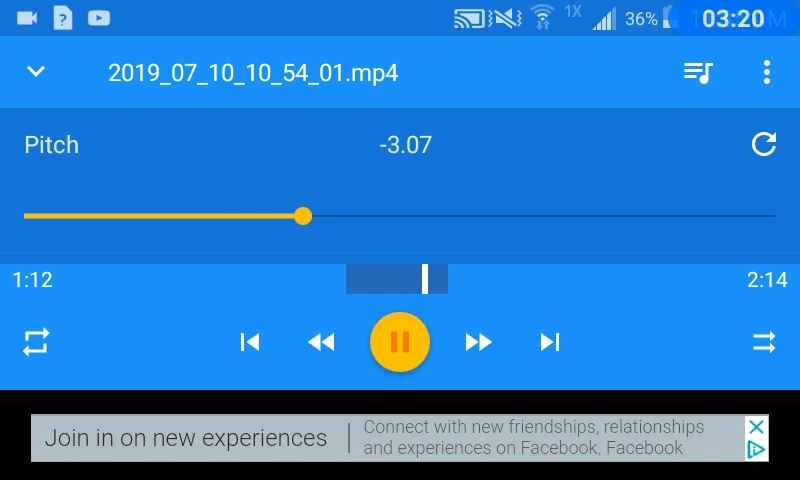 ?
1X 36% 03:20
2019_07_10_10_54_01.mp4
Pitch -3.07
1:12 2:14
Join in on new experiences
Connect with new friendships, relationships
and experiences on Facebook. Facebook